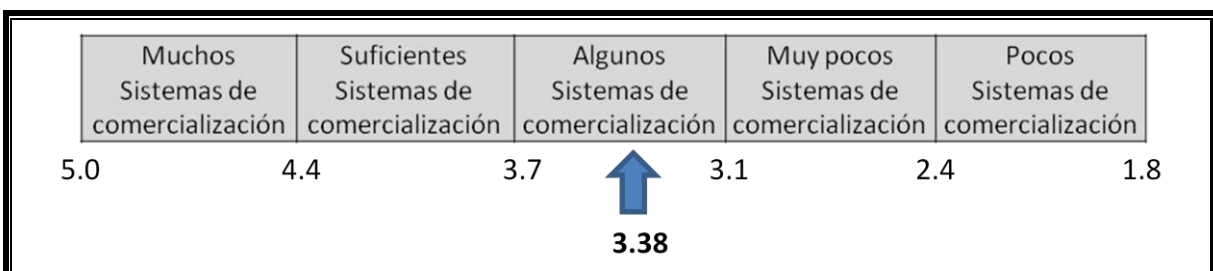 Muchos Suficientes Algunos Muy pocos Pocos
Sistemas de Sistemas de Sistemas de Sistemas de Sistemas de
comercialización comercialización comercialización comercialización comercialización
5.0 4.4 3.7 3.1 2.4 1.8
3.38